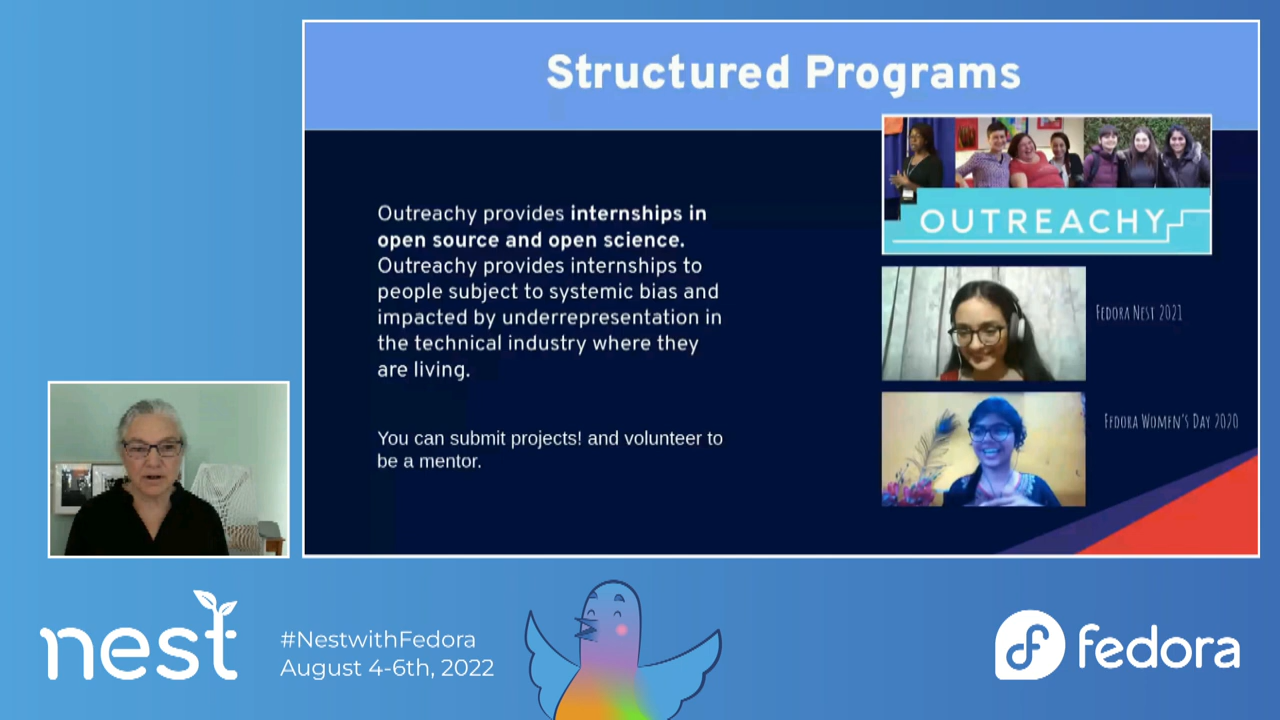 Structured Programs
Outreachy provides internships in
open source and open science.
Outreachy provides internships to
people subject to systemic bias and
impacted by underrepresentation in
the technical industry where they
are living.
You can submit projects! and volunteer to
be a mentor.
OUTREACHY
Fedora Nest 2021
Fedora Women's Day 2020
nest
#NestwithFedora
August 4-6th, 2022
fedora